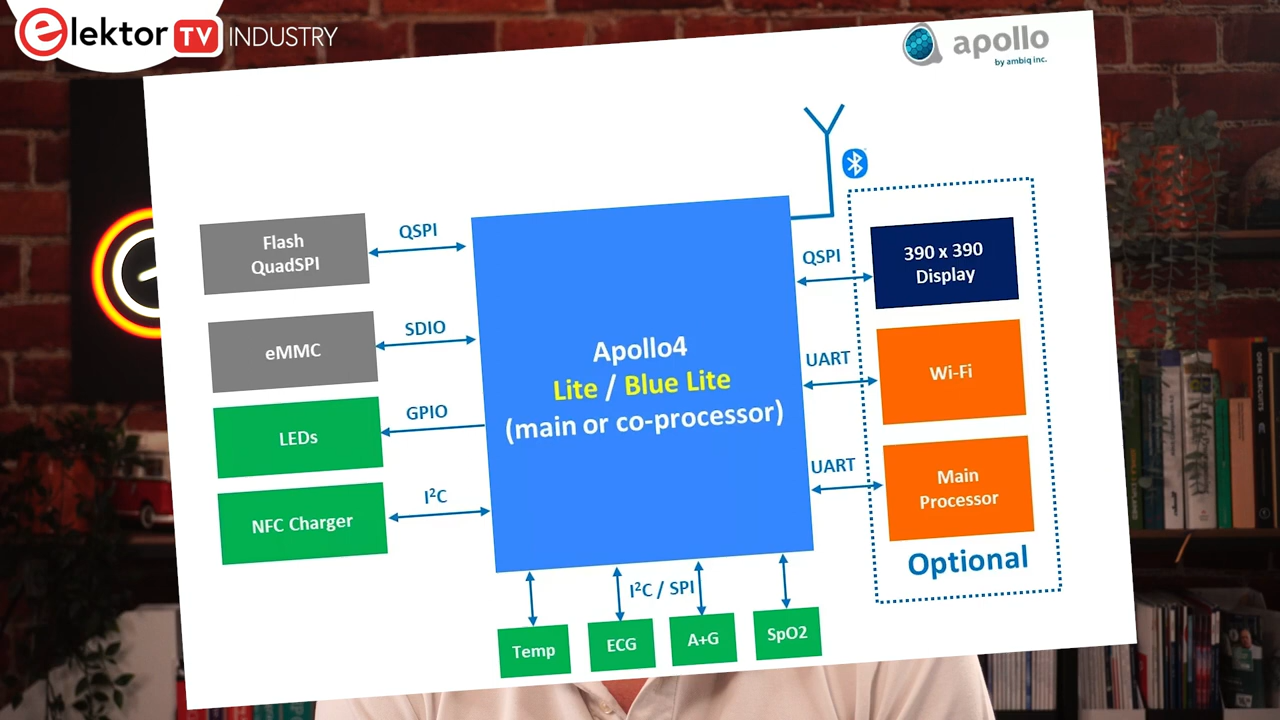 elektor TV INDUSTRY
apollo
by ambiq inc.
Flash
QuadSPI
QSPI
eMMC
SDIO
LEDs
GPIO
NFC Charger
I²C
Apollo4
Lite / Blue Lite
(main or co-processor)
QSPI
390 x 390
Display
UART
Wi-Fi
UART
Main
Processor
Optional
I²C / SPI
Temp
ECG
A+G
SpO2